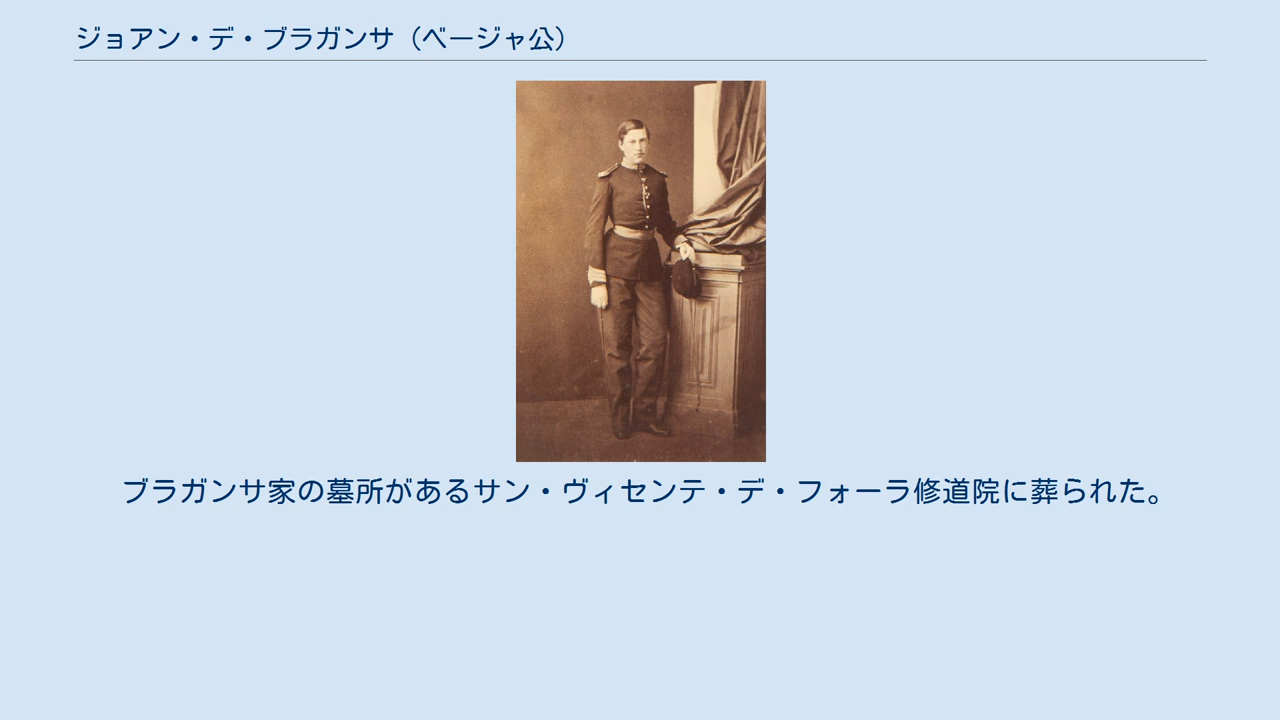 ジョアン・デ・ブラガンサ（ベージャ公）
ブラガンサ家の墓所があるサン・ヴィセンテ・デ・フォーラ修道院に葬られた。